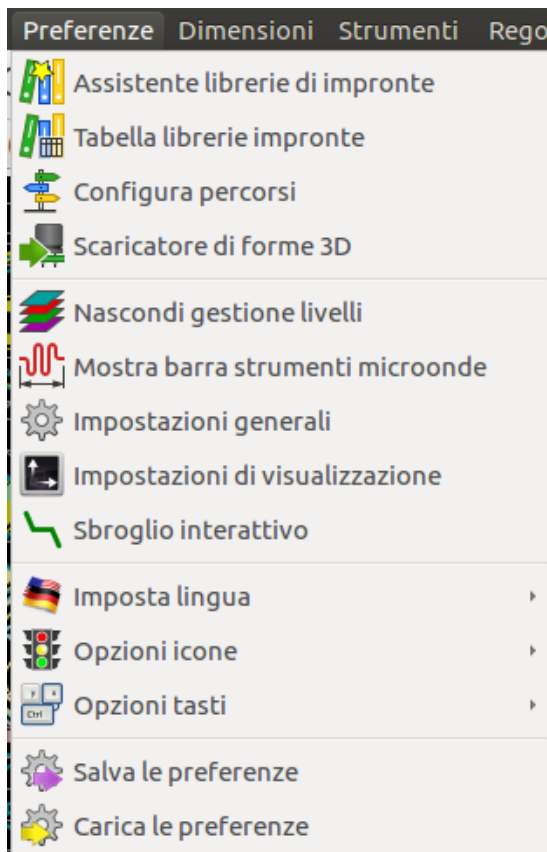 Preferenze Dimensioni Strumenti Rego
Assistente librerie di impronte
Tabella librerie impronte
Configura percorsi
Scaricatore di forme 3D
Nascondi gestione livelli
Mostra barra strumenti microonde
Impostazioni generali
Impostazioni di visualizzazione
Sbroglio interattivo
Imposta lingua
Opzioni icone
Opzioni tasti
Salva le preferenze
Carica le preferenze